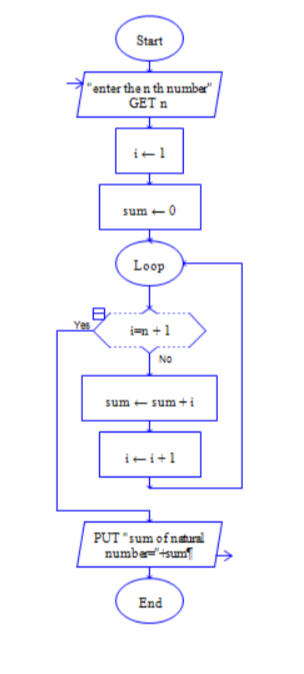 Start
"enter the n th number"
GET n
i ← 1
sum ← 0
Loop
Yes
i=n + 1
No
sum ← sum + i
i ← i + 1
PUT "sum of natural
number="+sum¶
End